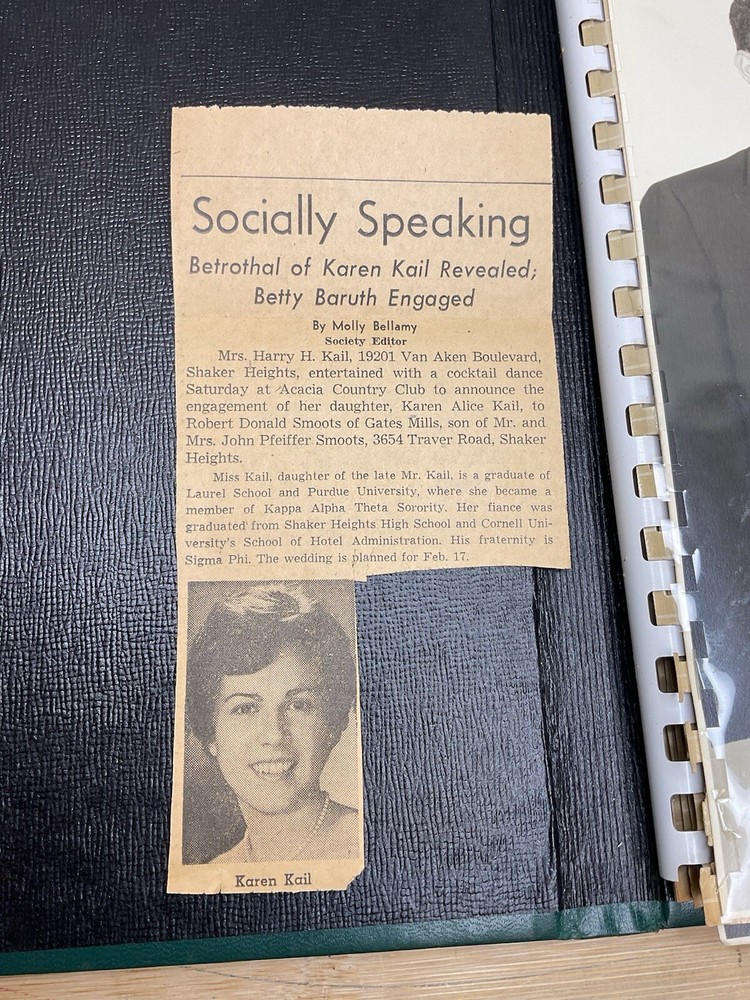 Socially Speaking
Betrothal of Karen Kail Revealed;
Betty Baruth Engaged
By Molly Bellamy
Society Editor
Mrs. Harry H. Kail, 19201 Van Aken Boulevard,
Shaker Heights, entertained with a cocktail dance
Saturday at Acacia Country Club to announce the
engagement of her daughter, Karen Alice Kail, to
Robert Donald Smoots of Gates Mills, son of Mr. and
Mrs. John Pfeiffer Smoots, 3654 Traver Road, Shaker
Heights.
Miss Kail, daughter of the late Mr. Kail, is a graduate of
Laurel School and Purdue University, where she became a
member of Kappa Alpha Theta Sorority. Her fiance was
graduated from Shaker Heights High School and Cornell Uni-
versity's School of Hotel Administration. His fraternity is
Sigma Phi. The wedding is planned for Feb. 17.
Karen Kail